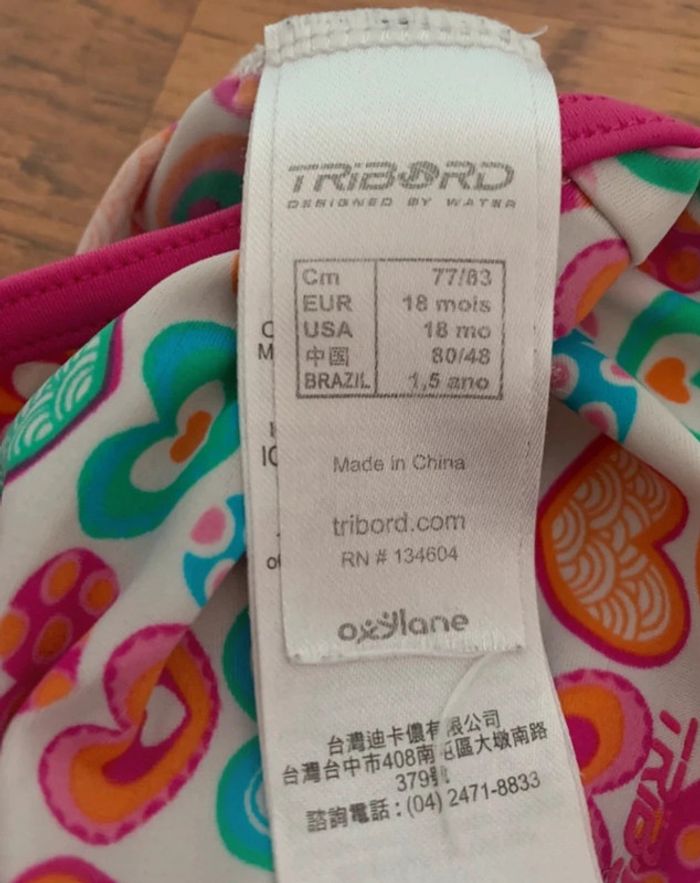 TRIBORD
DESIGNED BY WATER
Cm 77/83
EUR 18 mois
USA 18 mo
中国 80/48
BRAZIL 1,5 ano
Made in China
tribord.com
RN # 134604
oxylane
台灣迪卡儂有限公司
台灣台中市408南屯區大墩南路
379號
諮詢電話：(04) 2471-8833